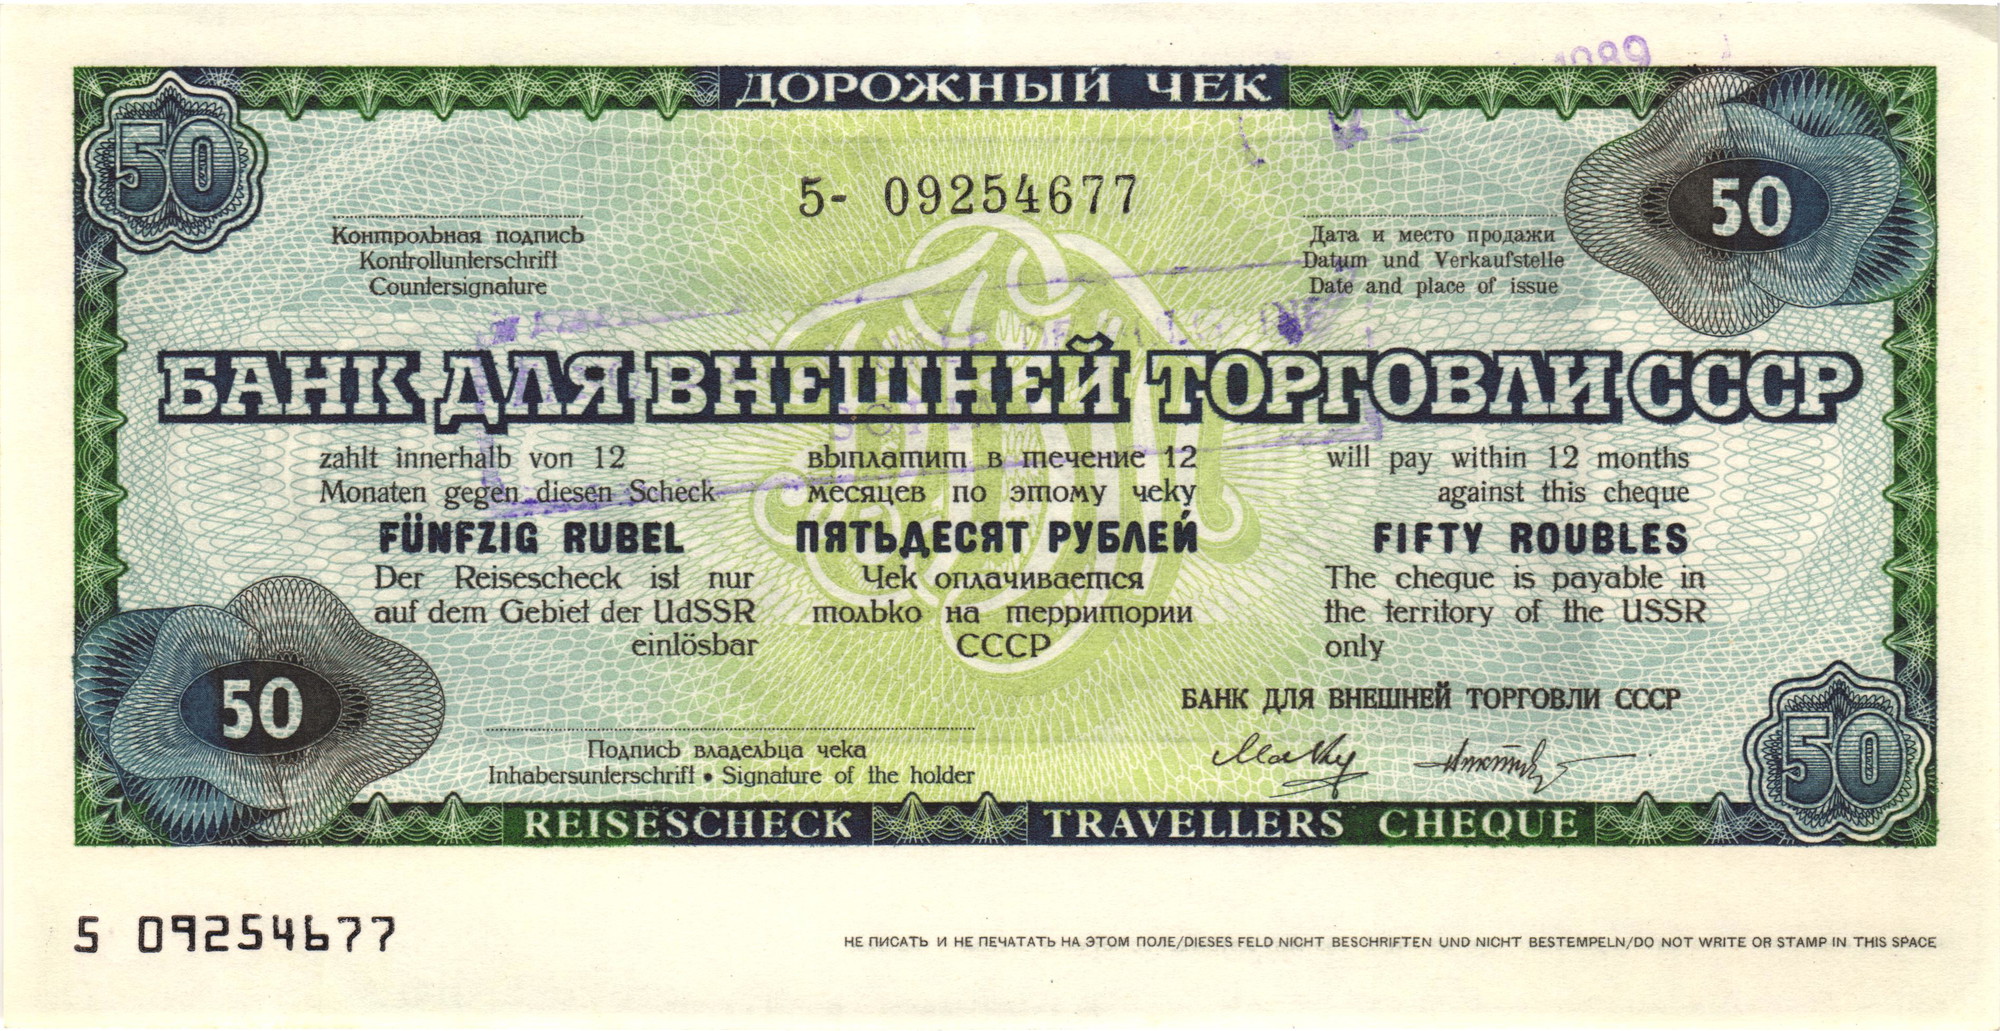 1989
ДОРОЖНЫЙ ЧЕК
50
50
5- 09254677
Контрольная подпись
Kontrollunterschrift
Countersignature
Дата и место продажи
Datum und Verkaufstelle
Date and place of issue
БАНК ДЛЯ ВНЕШНЕЙ ТОРГОВЛИ СССР
zahlt innerhalb von 12
Monaten gegen diesen Scheck
FÜNFZIG RUBEL
Der Reisescheck ist nur
auf dem Gebiet der UdSSR
einlösbar
выплатит в течение 12
месяцев по этому чеку
ПЯТЬДЕСЯТ РУБЛЕЙ
Чек оплачивается
только на территории
СССР
will pay within 12 months
against this cheque
FIFTY ROUBLES
The cheque is payable in
the territory of the USSR
only
БАНК ДЛЯ ВНЕШНЕЙ ТОРГОВЛИ СССР
50
50
Подпись владельца чека
Inhabersunterschrift • Signature of the holder
REISESCHECK TRAVELLERS CHEQUE
5 09254677
НЕ ПИСАТЬ И НЕ ПЕЧАТАТЬ НА ЭТОМ ПОЛЕ/DIESES FELD NICHT BESCHRIFTEN UND NICHT BESTEMPELN/DO NOT WRITE OR STAMP IN THIS SPACE